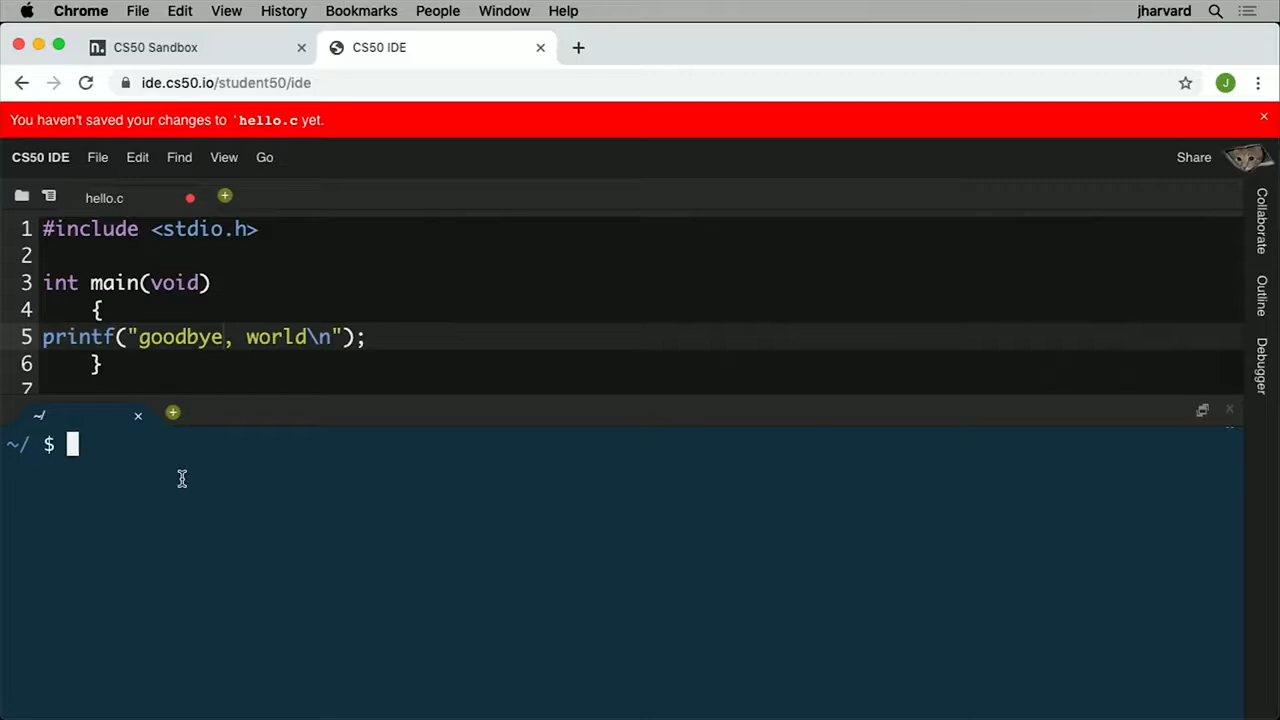 Chrome File Edit View History Bookmarks People Window Help jharvard
n. CS50 Sandbox × CS50 IDE × +
ide.cs50.io/student50/ide J
You haven't saved your changes to `hello.c yet. ×
CS50 IDE File Edit Find View Go Share
hello.c
1 #include <stdio.h>
2
3 int main(void)
4 {
5 printf("goodbye, world\n");
6 }
7
~/ ×
~/ $
Collaborate
Outline
Debugger